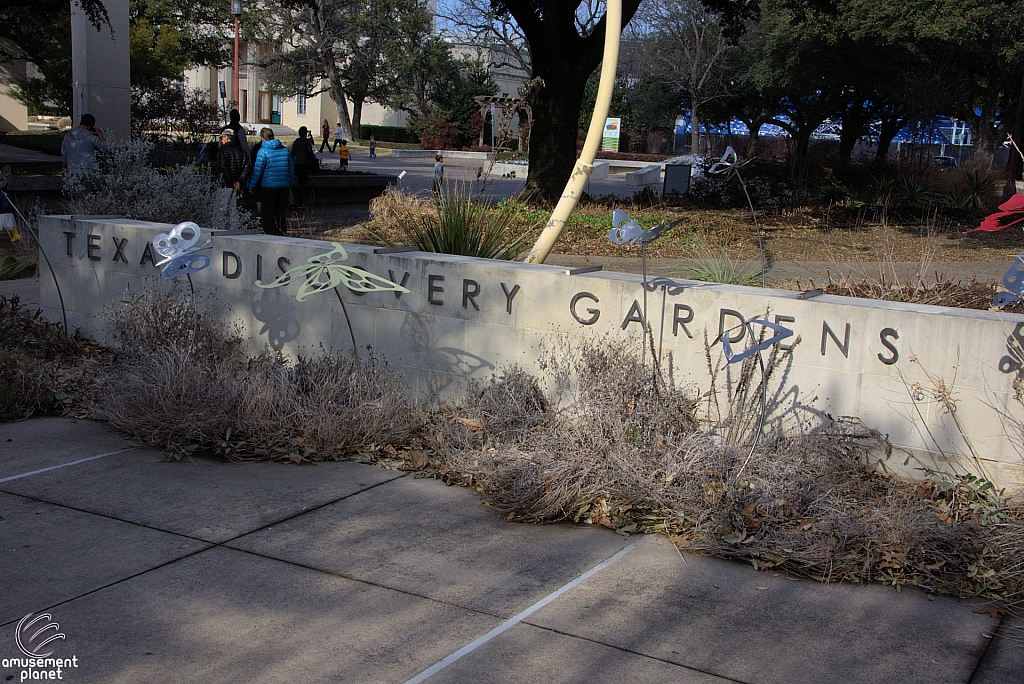 TEXAS DISCOVERY GARDENS
amusement
planet